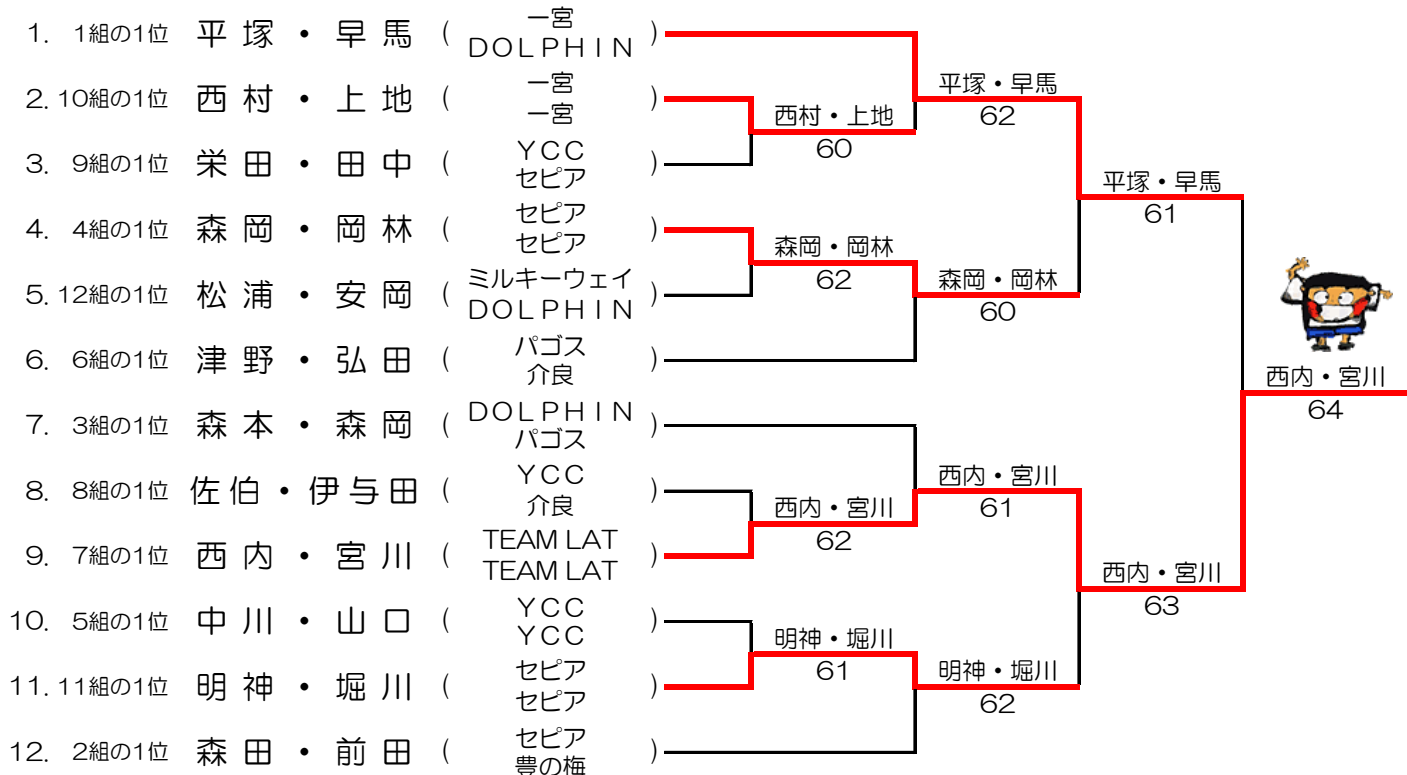 1. 1組の1位 平塚・早馬 ( 一宮 DOLPHIN )
2. 10組の1位 西村・上地 ( 一宮 一宮 )
3. 9組の1位 栄田・田中 ( YCC セピア )
4. 4組の1位 森岡・岡林 ( セピア セピア )
5. 12組の1位 松浦・安岡 ( ミルキーウェイ DOLPHIN )
6. 6組の1位 津野・弘田 ( パゴス 介良 )
7. 3組の1位 森本・森岡 ( DOLPHIN パゴス )
8. 8組の1位 佐伯・伊与田 ( YCC 介良 )
9. 7組の1位 西内・宮川 ( TEAM LAT TEAM LAT )
10. 5組の1位 中川・山口 ( YCC YCC )
11. 11組の1位 明神・堀川 ( セピア セピア )
12. 2組の1位 森田・前田 ( セピア 豊の梅 )
西村・上地
60
森岡・岡林
62
西内・宮川
62
明神・堀川
61
平塚・早馬
62
森岡・岡林
60
西内・宮川
61
明神・堀川
62
平塚・早馬
61
西内・宮川
63
西内・宮川
64